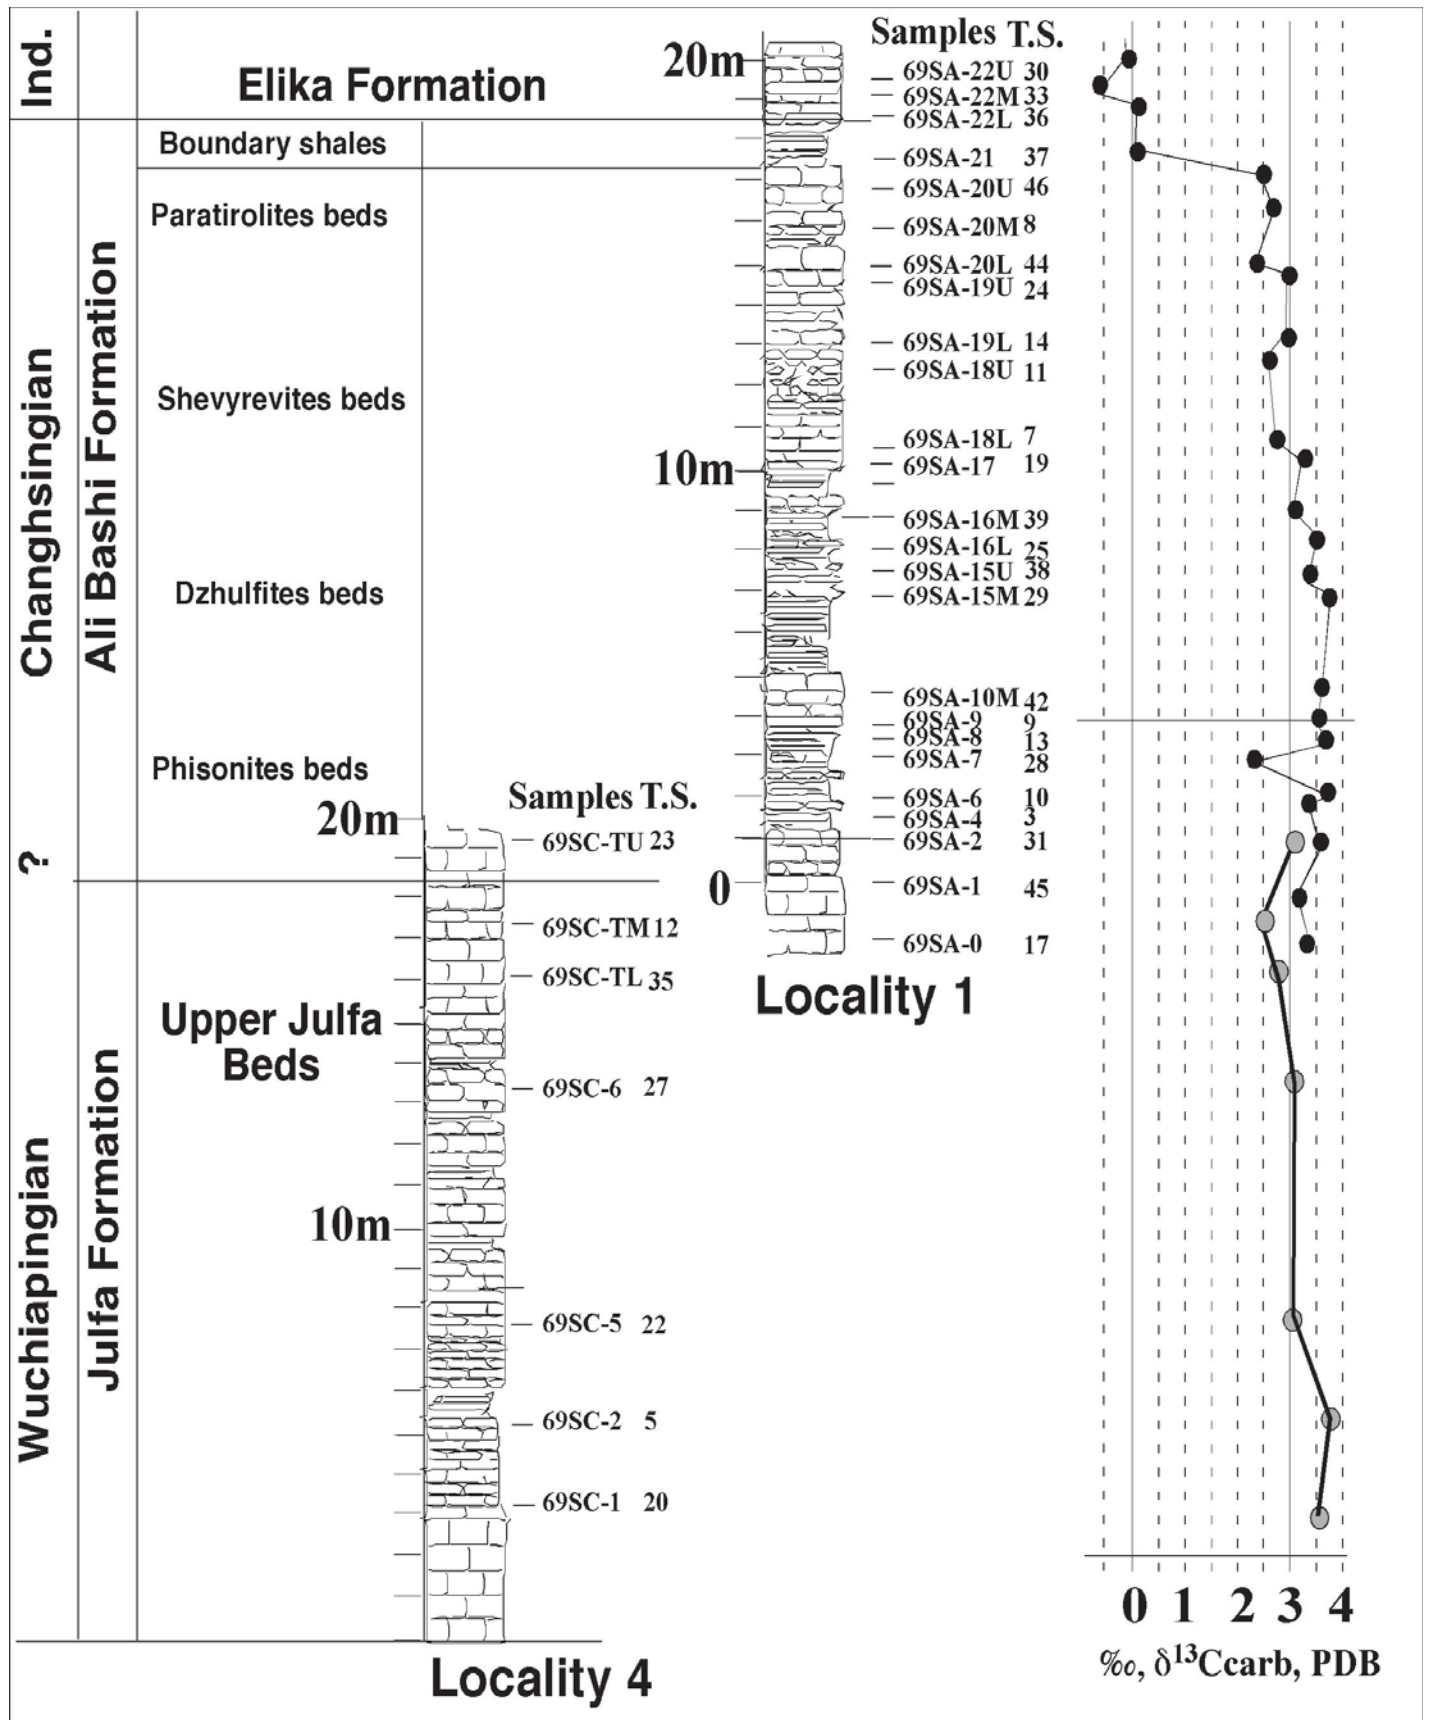 Ind.
Elika Formation
Changhsingian
Ali Bashi Formation
Boundary shales
Paratirolites beds
Shevyrevites beds
Dzhulfites beds
Phisonites beds
?
Wuchiapingian
Julfa Formation
Upper Julfa
Beds
Samples T.S.
20m
69SC-TU 23
69SC-TM 12
69SC-TL 35
69SC-6 27
10m
69SC-5 22
69SC-2 5
69SC-1 20
Locality 4
Samples T.S.
20m
69SA-22U 30
69SA-22M 33
69SA-22L 36
69SA-21 37
69SA-20U 46
69SA-20M 8
69SA-20L 44
69SA-19U 24
69SA-19L 14
69SA-18U 11
69SA-18L 7
10m
69SA-17 19
69SA-16M 39
69SA-16L 25
69SA-15U 38
69SA-15M 29
69SA-10M 42
69SA-9 9
69SA-8 13
69SA-7 28
69SA-6 10
69SA-4 3
69SA-2 31
0
69SA-1 45
69SA-0 17
Locality 1
0 1 2 3 4
‰, δ¹³Ccarb, PDB